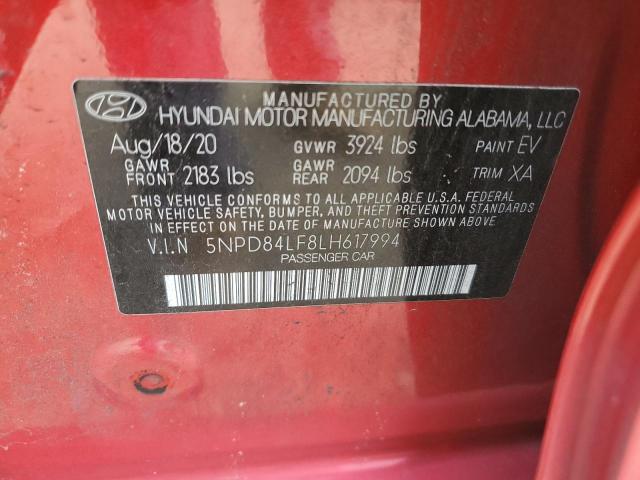 MANUFACTURED BY
HYUNDAI MOTOR MANUFACTURING ALABAMA, LLC
Aug/18/20 GVWR 3924 lbs PAINT EV
GAWR FRONT 2183 lbs GAWR REAR 2094 lbs TRIM XA
THIS VEHICLE CONFORMS TO ALL APPLICABLE U.S.A. FEDERAL
MOTOR VEHICLE SAFETY, BUMPER, AND THEFT PREVENTION STANDARDS
IN EFFECT ON THE DATE OF MANUFACTURE SHOWN ABOVE
V.I.N 5NPD84LF8LH617994
PASSENGER CAR